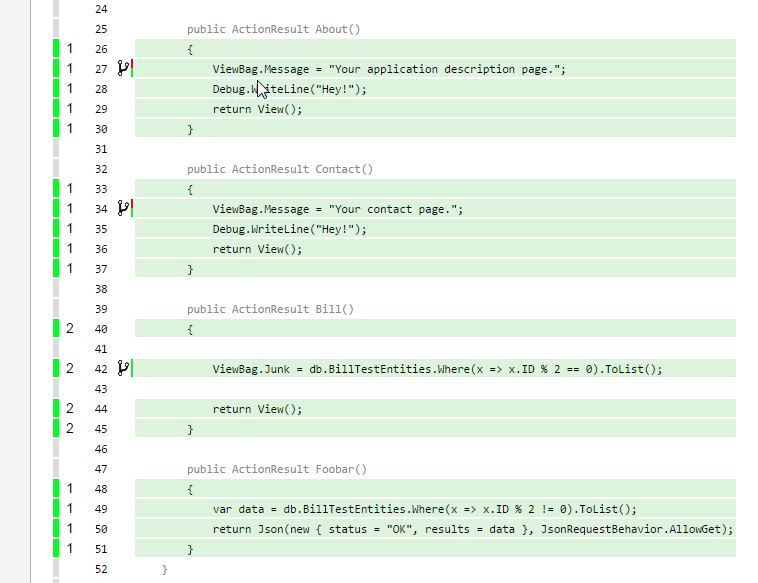 24
25 public ActionResult About()
1 26 {
1 27 ViewBag.Message = "Your application description page.";
1 28 Debug.WriteLine("Hey!");
1 29 return View();
1 30 }
31
32 public ActionResult Contact()
1 33 {
1 34 ViewBag.Message = "Your contact page.";
1 35 Debug.WriteLine("Hey!");
1 36 return View();
1 37 }
38
39 public ActionResult Bill()
2 40 {
41
2 42 ViewBag.Junk = db.BillTestEntities.Where(x => x.ID % 2 == 0).ToList();
43
2 44 return View();
2 45 }
46
47 public ActionResult Foobar()
1 48 {
1 49 var data = db.BillTestEntities.Where(x => x.ID % 2 != 0).ToList();
1 50 return Json(new { status = "OK", results = data }, JsonRequestBehavior.AllowGet);
1 51 }
52 }